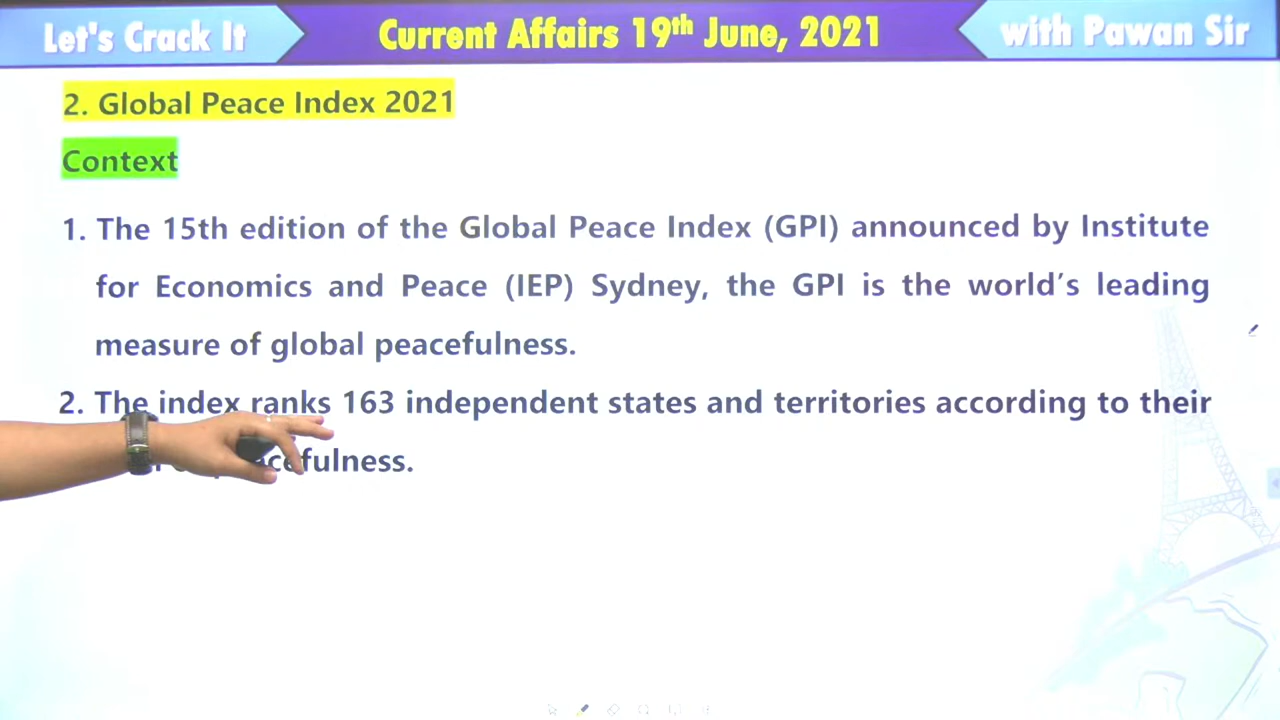 Let's Crack It
Current Affairs 19th June, 2021
with Pawan Sir
2. Global Peace Index 2021
Context
1. The 15th edition of the Global Peace Index (GPI) announced by Institute
for Economics and Peace (IEP) Sydney, the GPI is the world’s leading
measure of global peacefulness.
2. The index ranks 163 independent states and territories according to their
peacefulness.